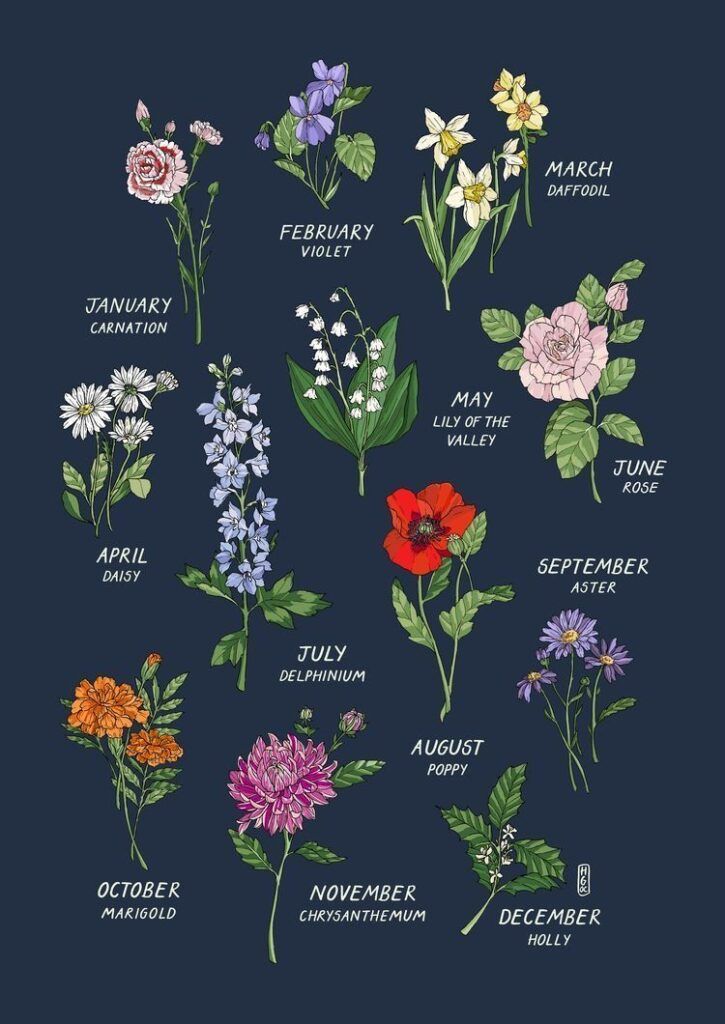 JANUARY
CARNATION
FEBRUARY
VIOLET
MARCH
DAFFODIL
APRIL
DAISY
MAY
LILY OF THE
VALLEY
JUNE
ROSE
JULY
DELPHINIUM
AUGUST
POPPY
SEPTEMBER
ASTER
OCTOBER
MARIGOLD
NOVEMBER
CHRYSANTHEMUM
DECEMBER
HOLLY